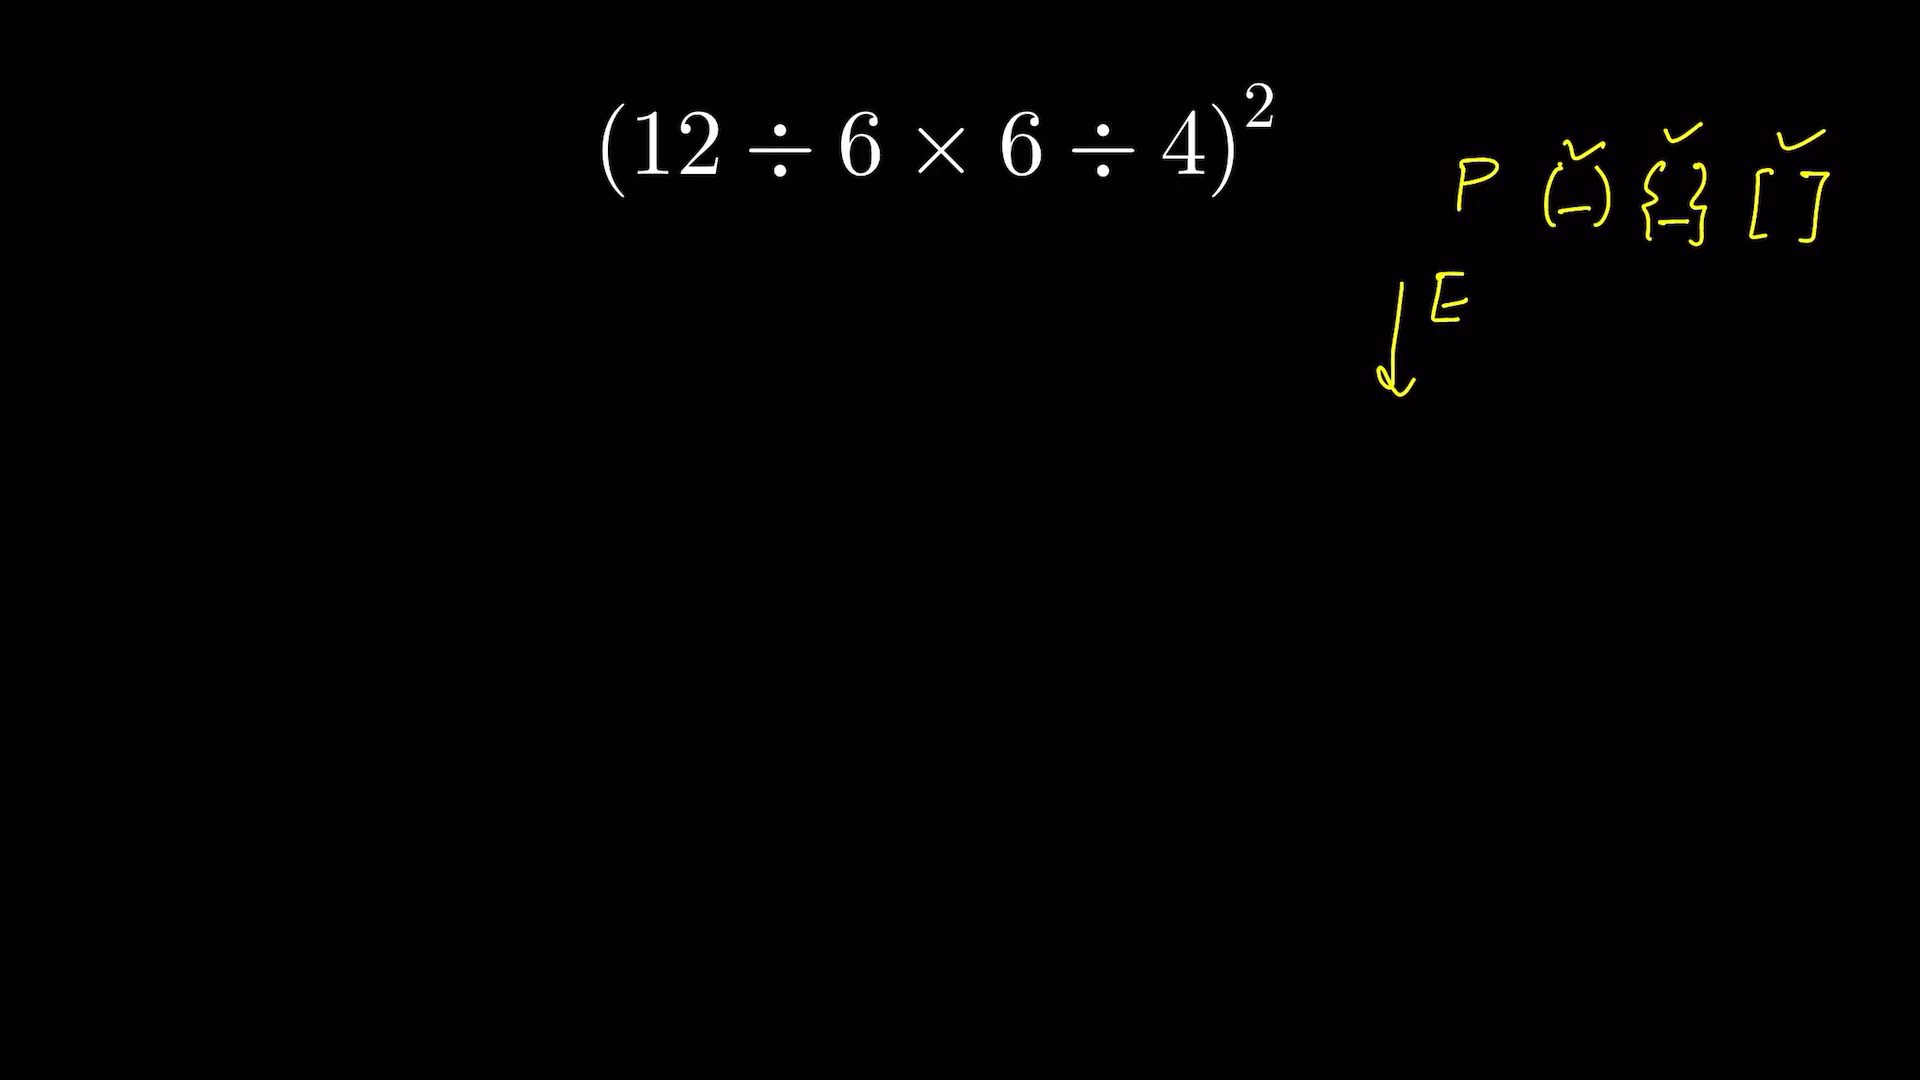 (12 ÷ 6 × 6 ÷ 4)²
P (_) {_} [ ]
E